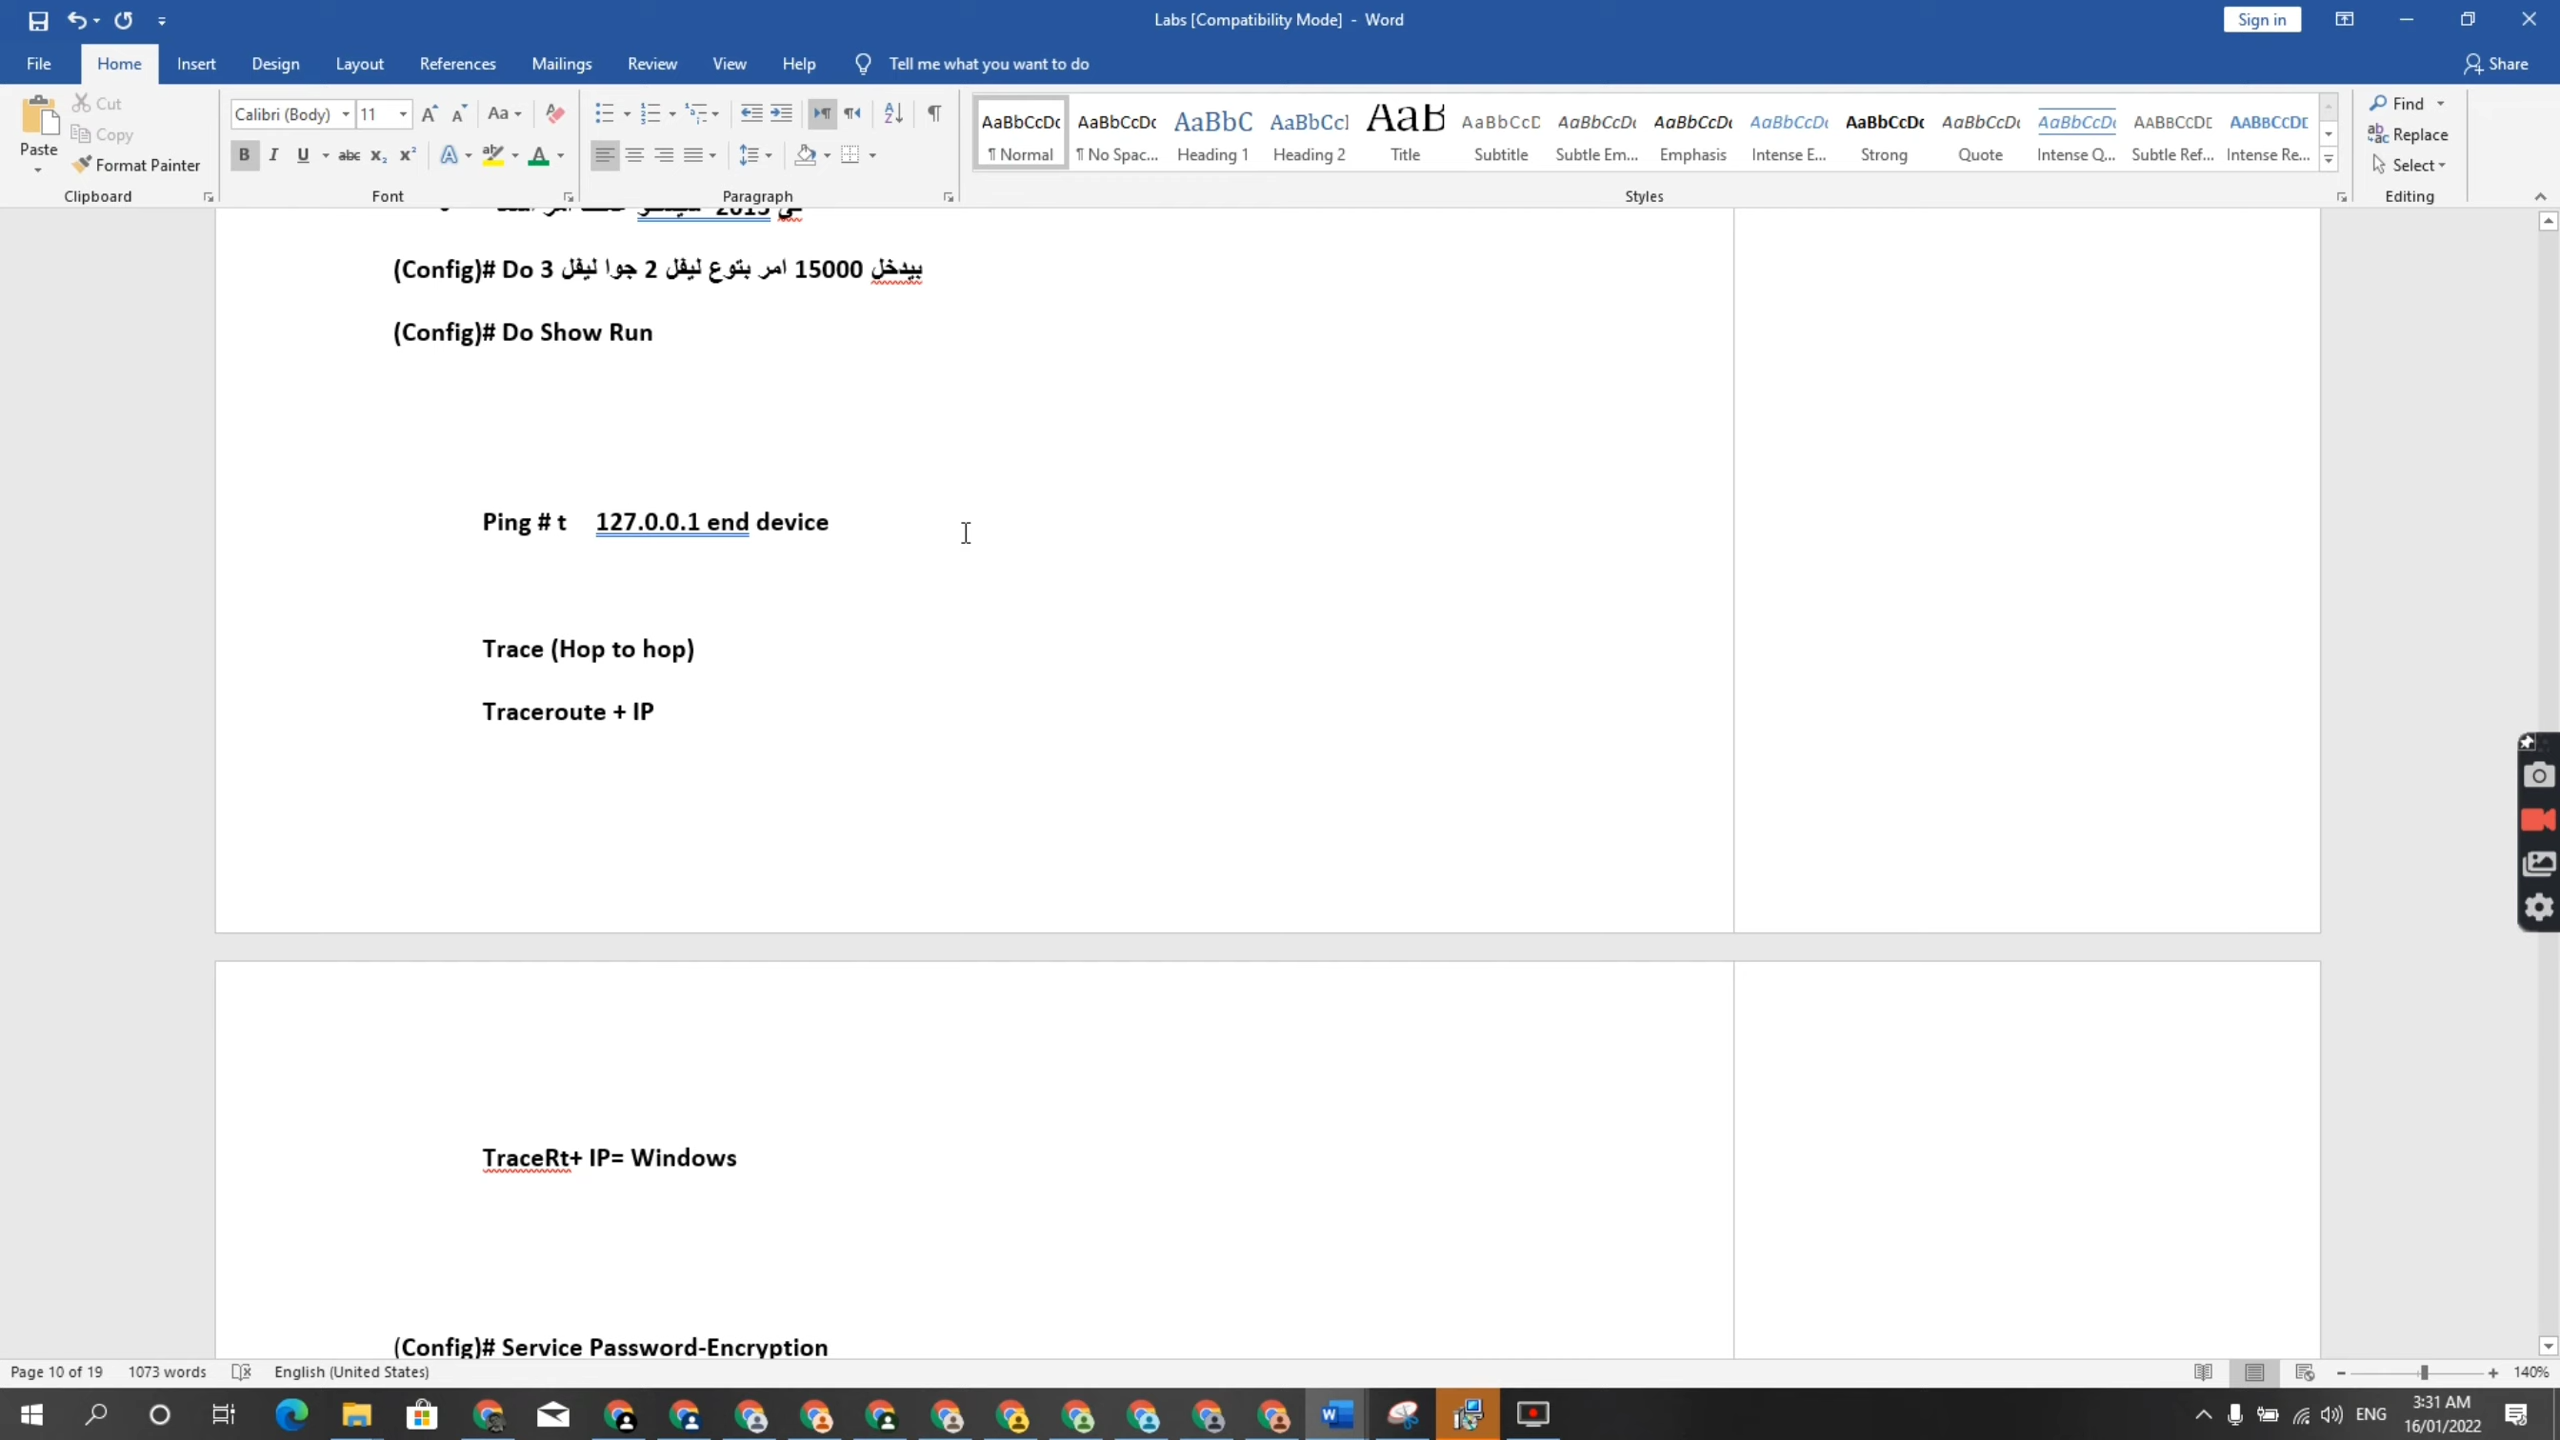 Labs [Compatibility Mode] - Word
Sign in
File Home Insert Design Layout References Mailings Review View Help Tell me what you want to do Share
Paste
Cut
Copy
Format Painter
Clipboard
Calibri (Body) 11
Font
Paragraph
AaBbCcDc AaBbCcDc AaBbC AaBbCcI AaB AaBbCcD AaBbCcDc AaBbCcDc AaBbCcDc AaBbCcDc AaBbCcDc AaBbCcDc AABBCCDE AABBCCDE
¶ Normal ¶ No Spac... Heading 1 Heading 2 Title Subtitle Subtle Em... Emphasis Intense E... Strong Quote Intense Q... Subtle Ref... Intense Re...
Styles
Find
Replace
Select
Editing
2015
(Config)# Do بيدخل 15000 امر بتوع ليفل 2 جوا ليفل 3
(Config)# Do Show Run
Ping # t 127.0.0.1 end device
Trace (Hop to hop)
Traceroute + IP
TraceRt+ IP= Windows
(Config)# Service Password-Encryption
Page 10 of 19 1073 words English (United States) 140%
ENG
3:31 AM
16/01/2022